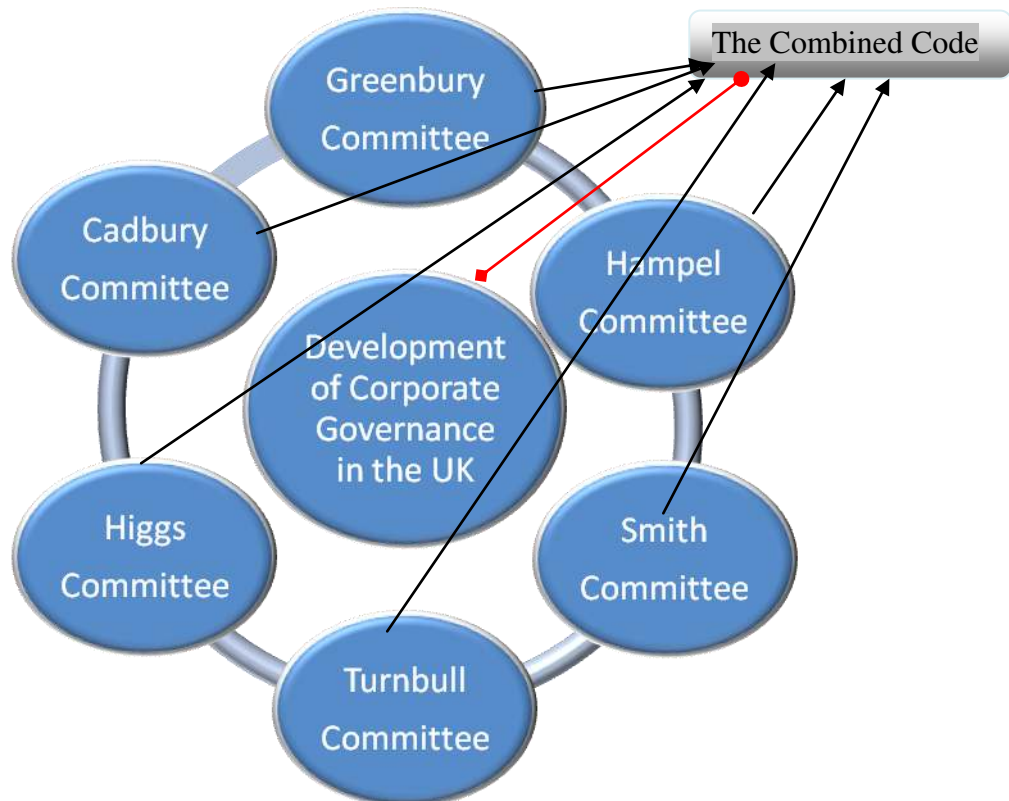 The Combined Code
Greenbury
Committee
Cadbury
Committee
Hampel
Committee
Development
of Corporate
Governance
in the UK
Higgs
Committee
Smith
Committee
Turnbull
Committee